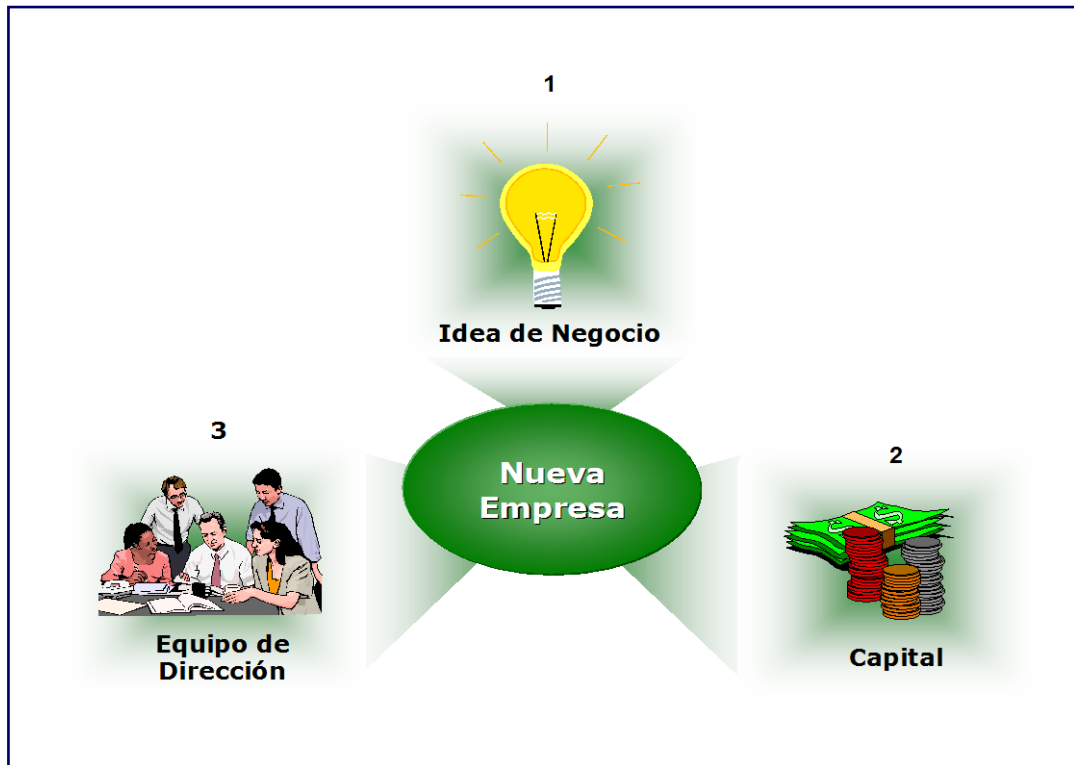 1
Idea de Negocio
Nueva
Empresa
2
Capital
3
Equipo de
Dirección